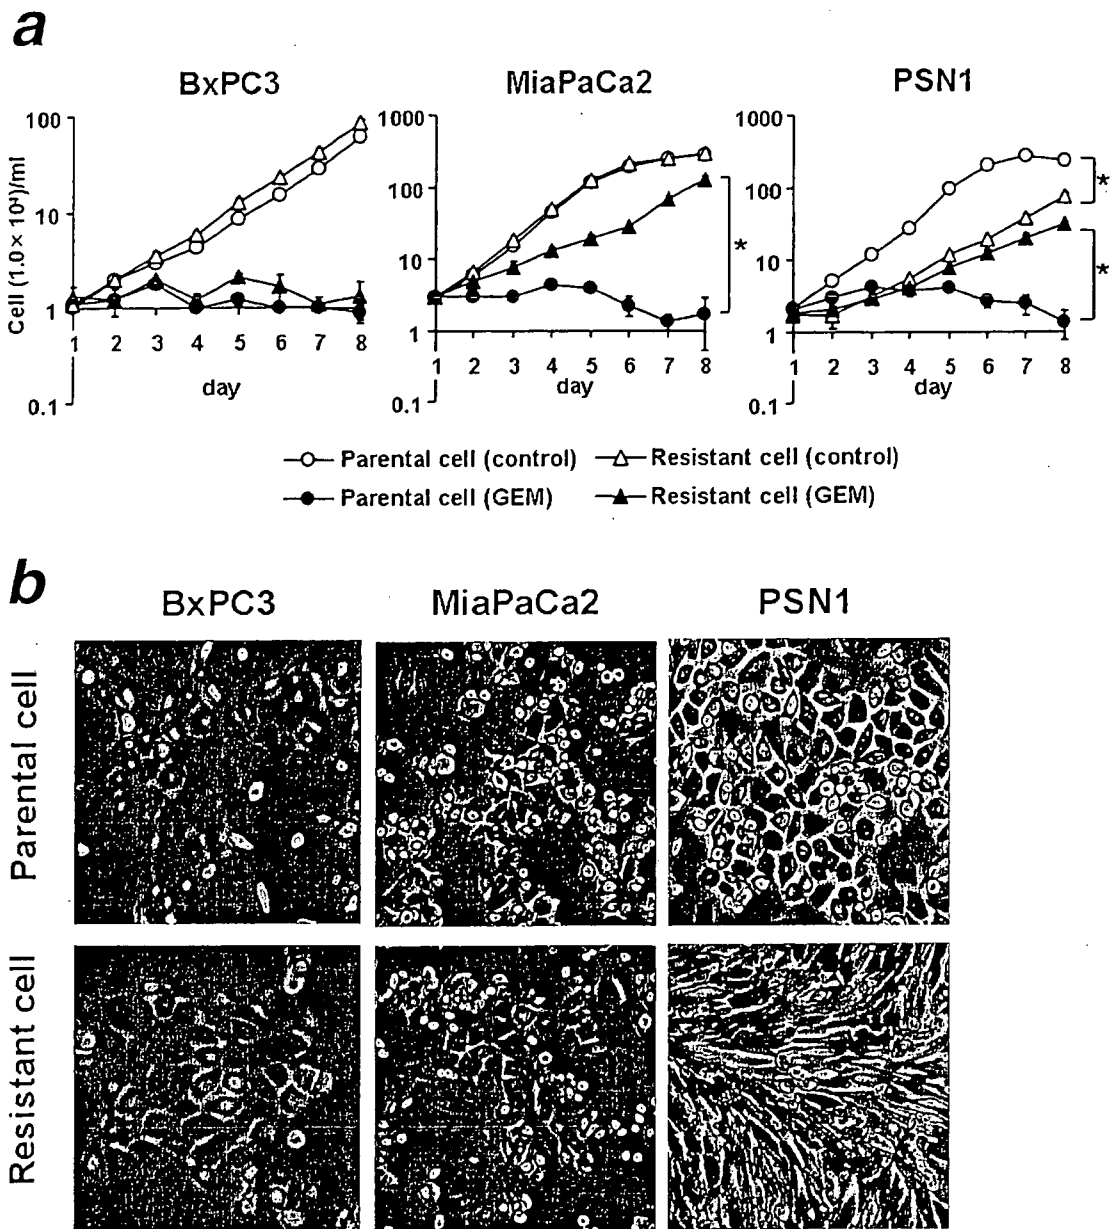 a
BxPC3
MiaPaCa2
PSN1
Cell (1.0× 10⁴)/ml
100
10
1
0.1
1 2 3 4 5 6 7 8
day
1000
100
10
1
0.1
1 2 3 4 5 6 7 8
day
*
1000
100
10
1
0.1
1 2 3 4 5 6 7 8
day
*
*
Parental cell (control)
Resistant cell (control)
Parental cell (GEM)
Resistant cell (GEM)
b
BxPC3
MiaPaCa2
PSN1
Parental cell
Resistant cell